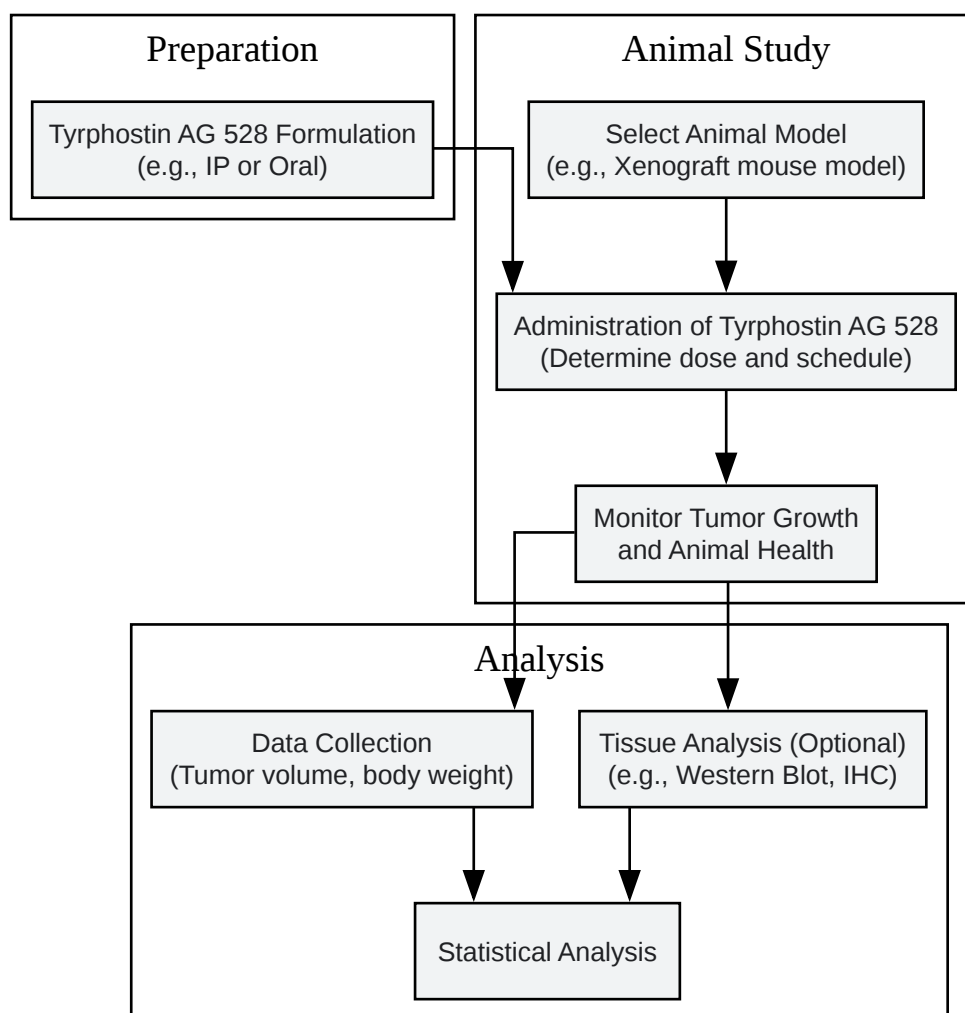 Preparation
Tyrphostin AG 528 Formulation
(e.g., IP or Oral)
Animal Study
Select Animal Model
(e.g., Xenograft mouse model)
Administration of Tyrphostin AG 528
(Determine dose and schedule)
Monitor Tumor Growth
and Animal Health
Analysis
Data Collection
(Tumor volume, body weight)
Tissue Analysis (Optional)
(e.g., Western Blot, IHC)
Statistical Analysis